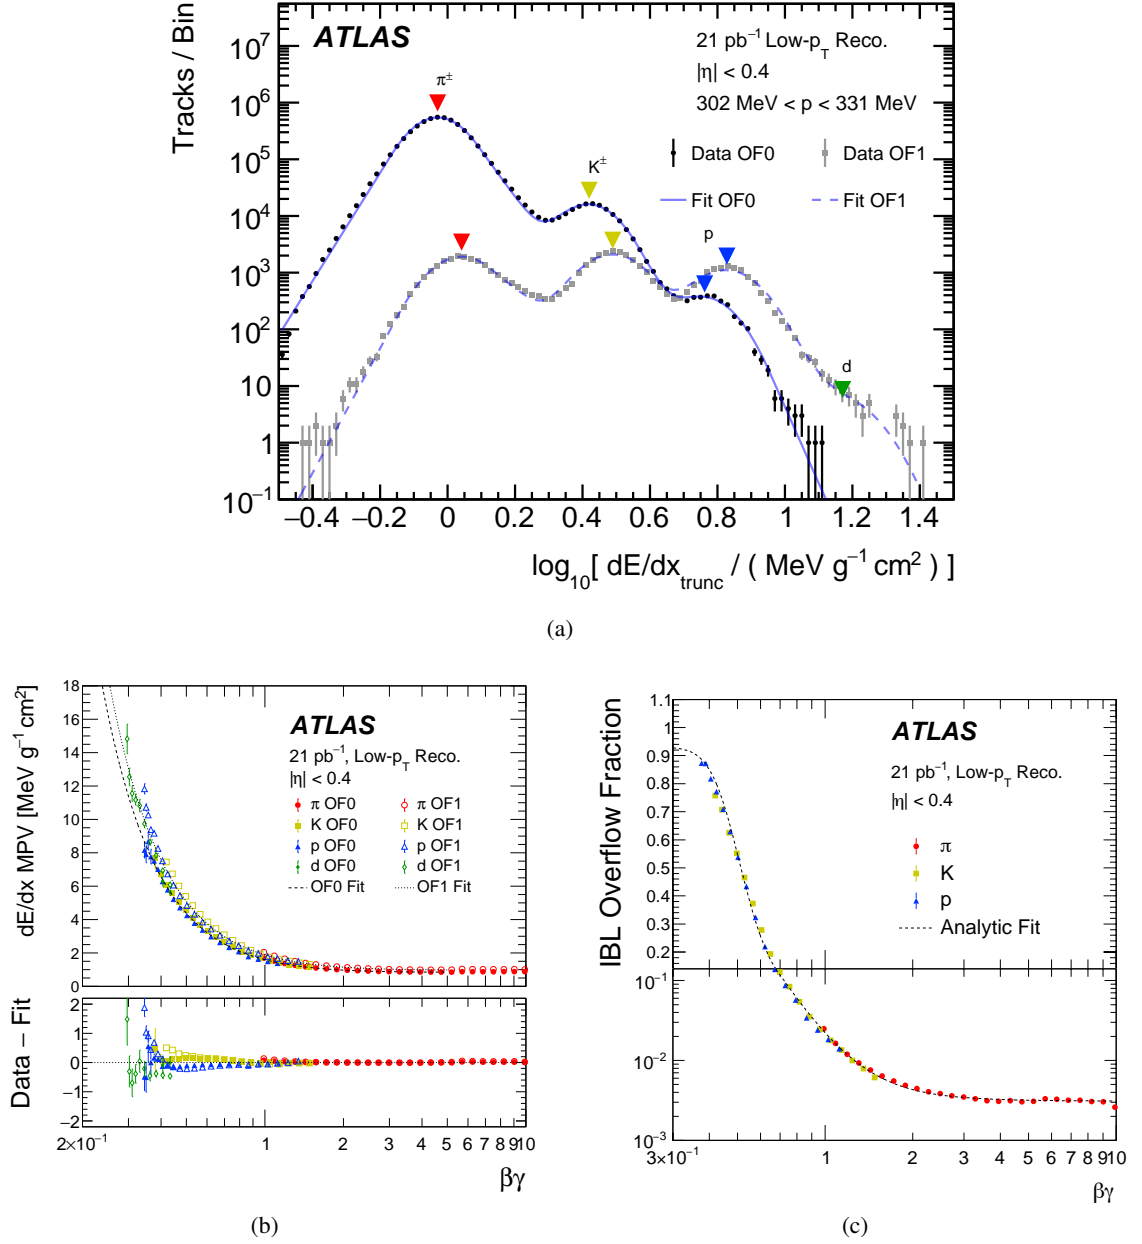 ATLAS
21 pb⁻¹ Low-p_T Reco.
|η| < 0.4
302 MeV < p < 331 MeV
Data OF0
Data OF1
Fit OF0
Fit OF1
π±
K±
p
d
Tracks / Bin
10⁷
10⁶
10⁵
10⁴
10³
10²
10
1
10⁻¹
−0.4 −0.2 0 0.2 0.4 0.6 0.8 1 1.2 1.4
log₁₀[ dE/dx_trunc / ( MeV g⁻¹ cm² ) ]
(a)
dE/dx MPV [MeV g⁻¹ cm²]
18
16
14
12
10
8
6
4
2
0
ATLAS
21 pb⁻¹, Low-p_T Reco.
|η| < 0.4
π OF0 π OF1
K OF0 K OF1
p OF0 p OF1
d OF0 d OF1
OF0 Fit OF1 Fit
Data − Fit
2
1
0
−1
−2
2×10⁻¹ 1 2 3 4 5 6 7 8 910
βγ
(b)
IBL Overflow Fraction
1.1
1
0.9
0.8
0.7
0.6
0.5
0.4
0.3
0.2
10⁻¹
10⁻²
10⁻³
ATLAS
21 pb⁻¹, Low-p_T Reco.
|η| < 0.4
π
K
p
Analytic Fit
3×10⁻¹ 1 2 3 4 5 6 7 8 910
βγ
(c)